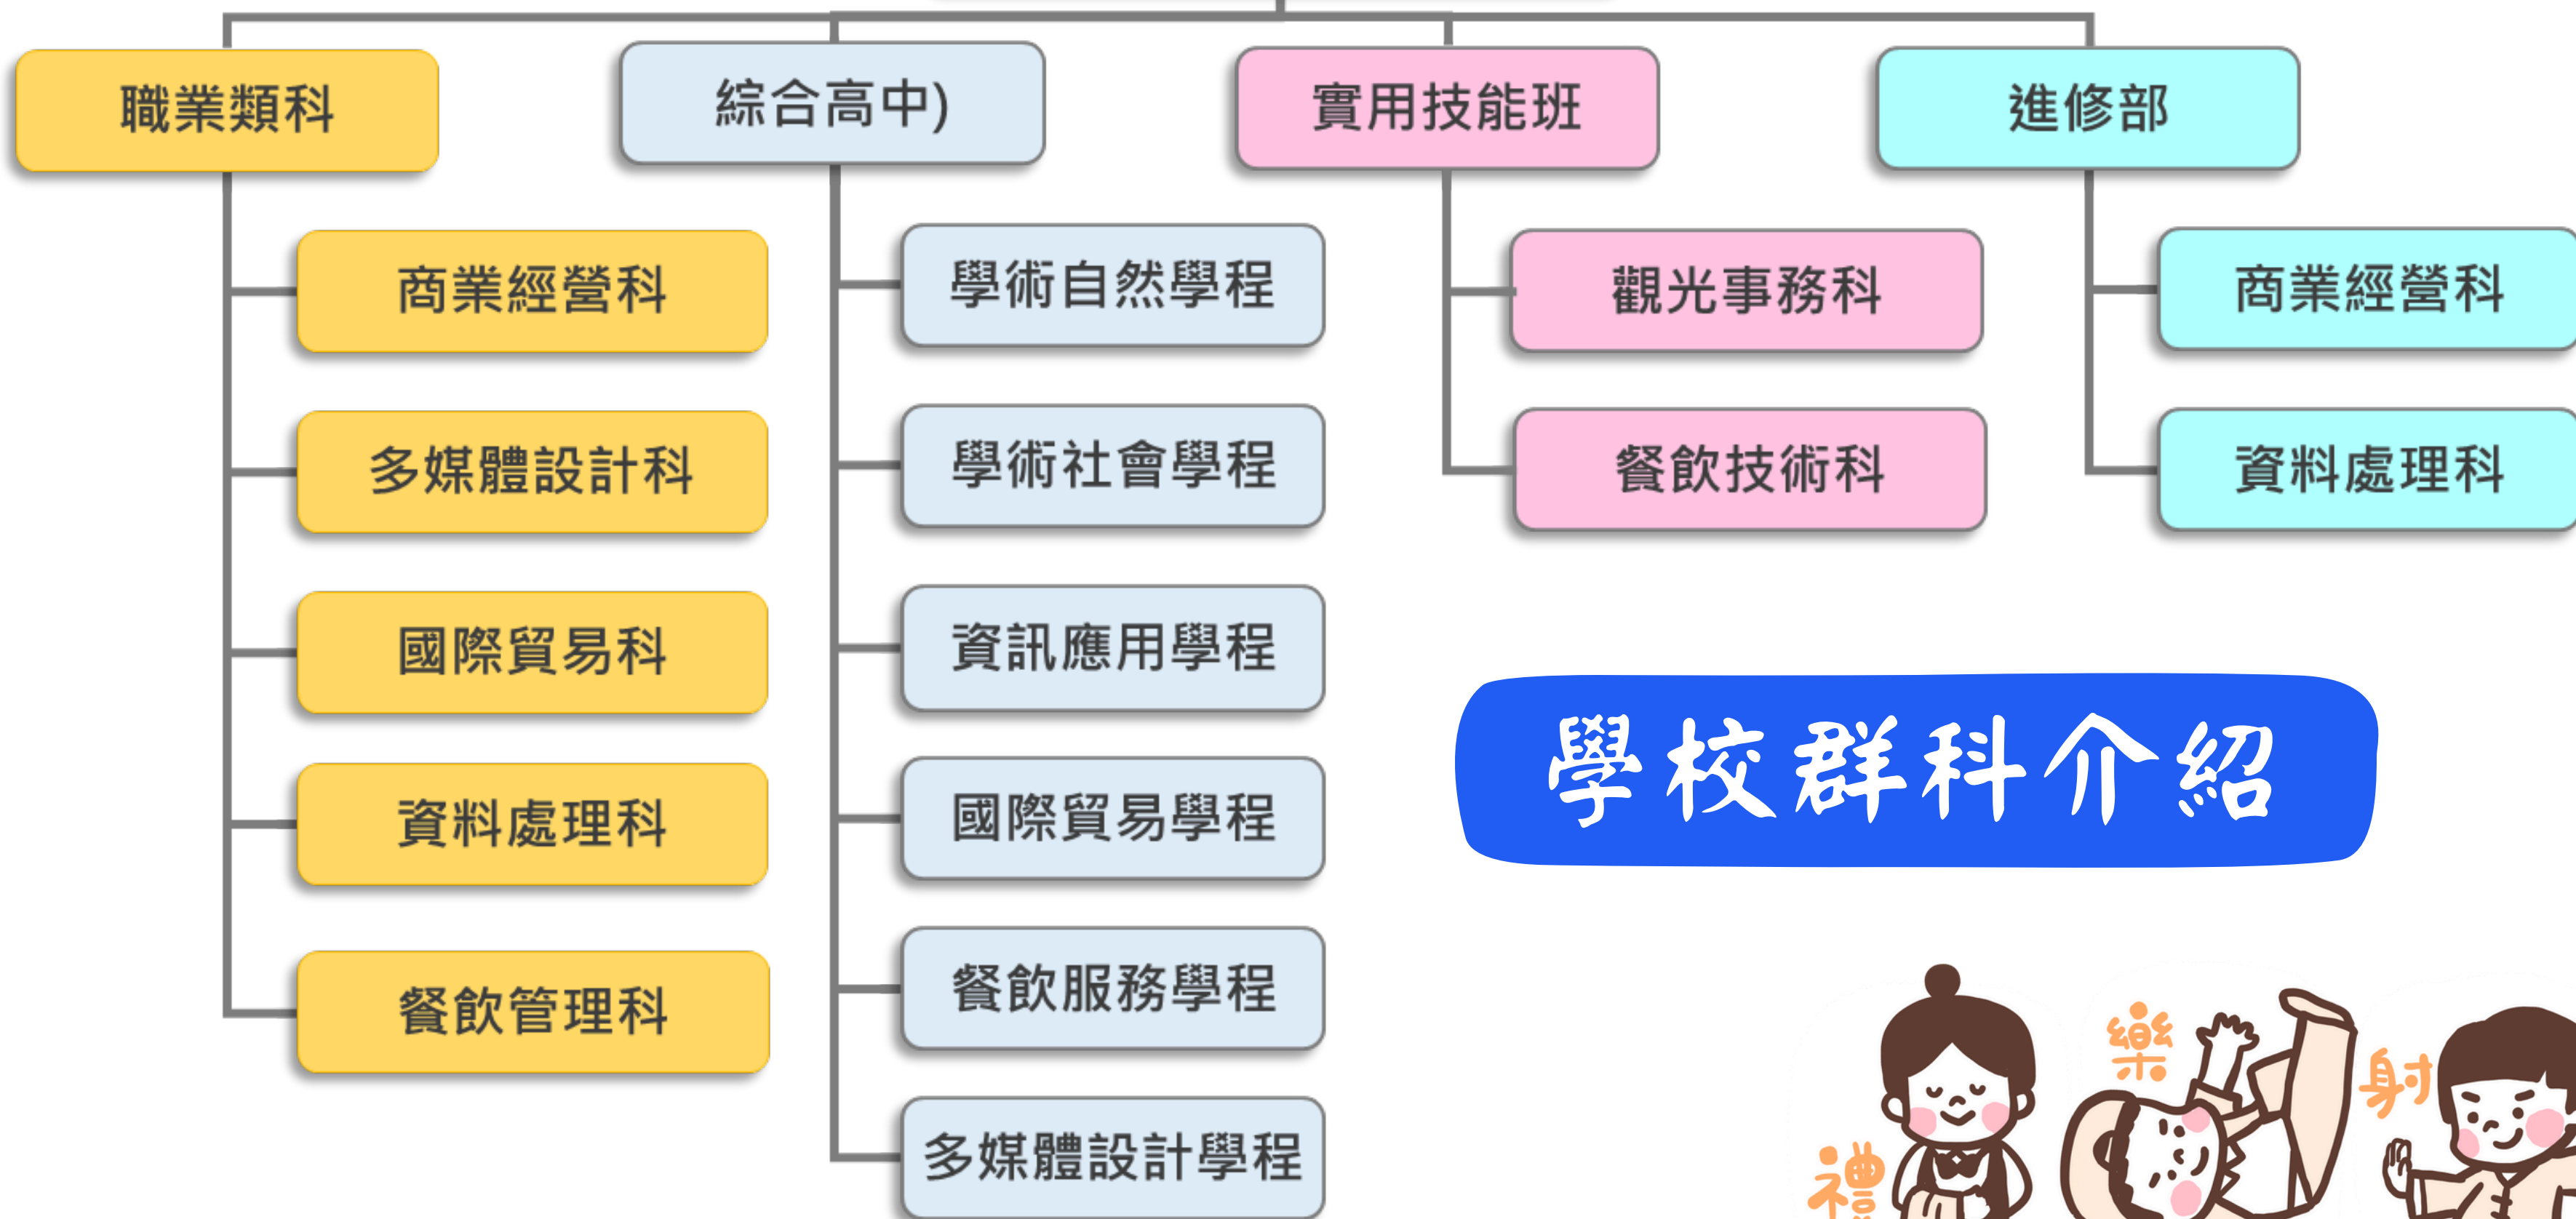 職業類科
綜合高中)
實用技能班
進修部
商業經營科
多媒體設計科
國際貿易科
資料處理科
餐飲管理科
學術自然學程
學術社會學程
資訊應用學程
國際貿易學程
餐飲服務學程
多媒體設計學程
觀光事務科
餐飲技術科
商業經營科
資料處理科
學校群科介紹
禮
樂
射